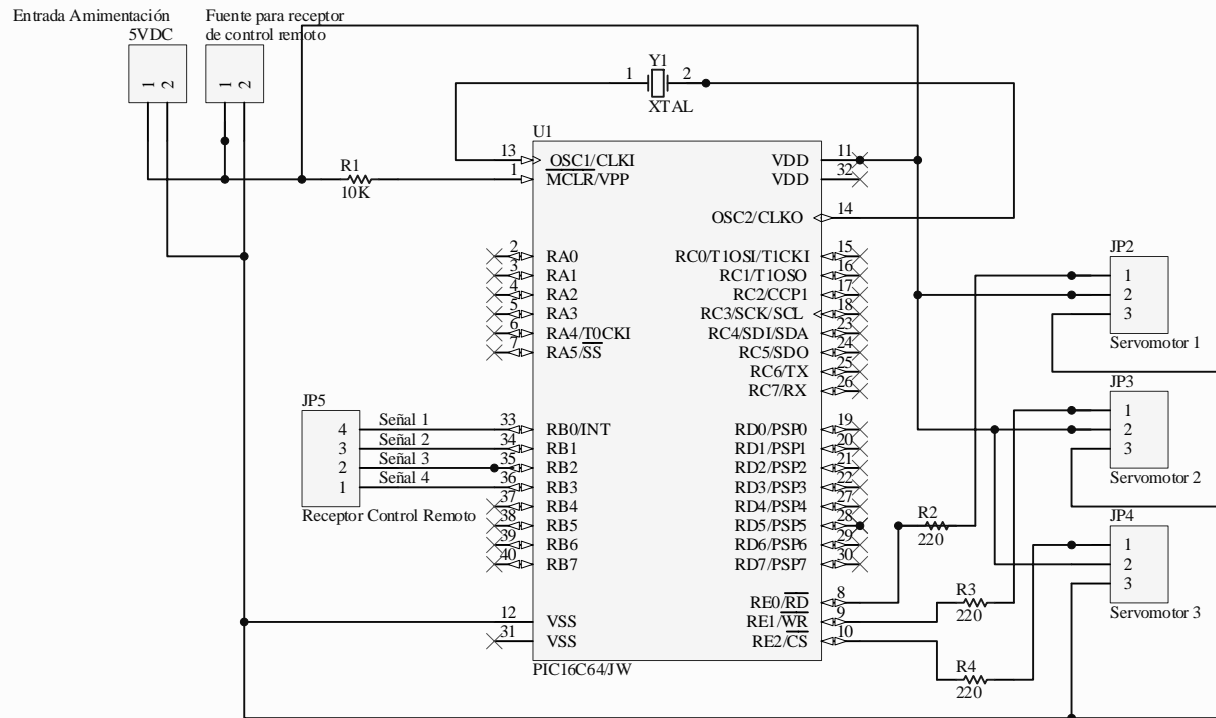 Entrada Amimentación
5VDC
Fuente para receptor
de control remoto
1
2
1
2
1
Y1
2
XTAL
U1
R1
10K
13
OSC1/CLKI
1
MCLR/VPP
2
RA0
3
RA1
4
RA2
5
RA3
6
RA4/T0CKI
7
RA5/SS
33
RB0/INT
34
RB1
35
RB2
36
RB3
37
RB4
38
RB5
39
RB6
40
RB7
12
VSS
31
VSS
VDD
11
VDD
32
OSC2/CLKO
14
RC0/T1OSI/T1CKI
15
RC1/T1OSO
16
RC2/CCP1
17
RC3/SCK/SCL
18
RC4/SDI/SDA
23
RC5/SDO
24
RC6/TX
25
RC7/RX
26
RD0/PSP0
19
RD1/PSP1
20
RD2/PSP2
21
RD3/PSP3
22
RD4/PSP4
27
RD5/PSP5
28
RD6/PSP6
29
RD7/PSP7
30
RE0/RD
8
RE1/WR
9
RE2/CS
10
PIC16C64/JW
JP5
4
Señal 1
3
Señal 2
2
Señal 3
1
Señal 4
Receptor Control Remoto
R2
220
R3
220
R4
220
JP2
1
2
3
Servomotor 1
JP3
1
2
3
Servomotor 2
JP4
1
2
3
Servomotor 3